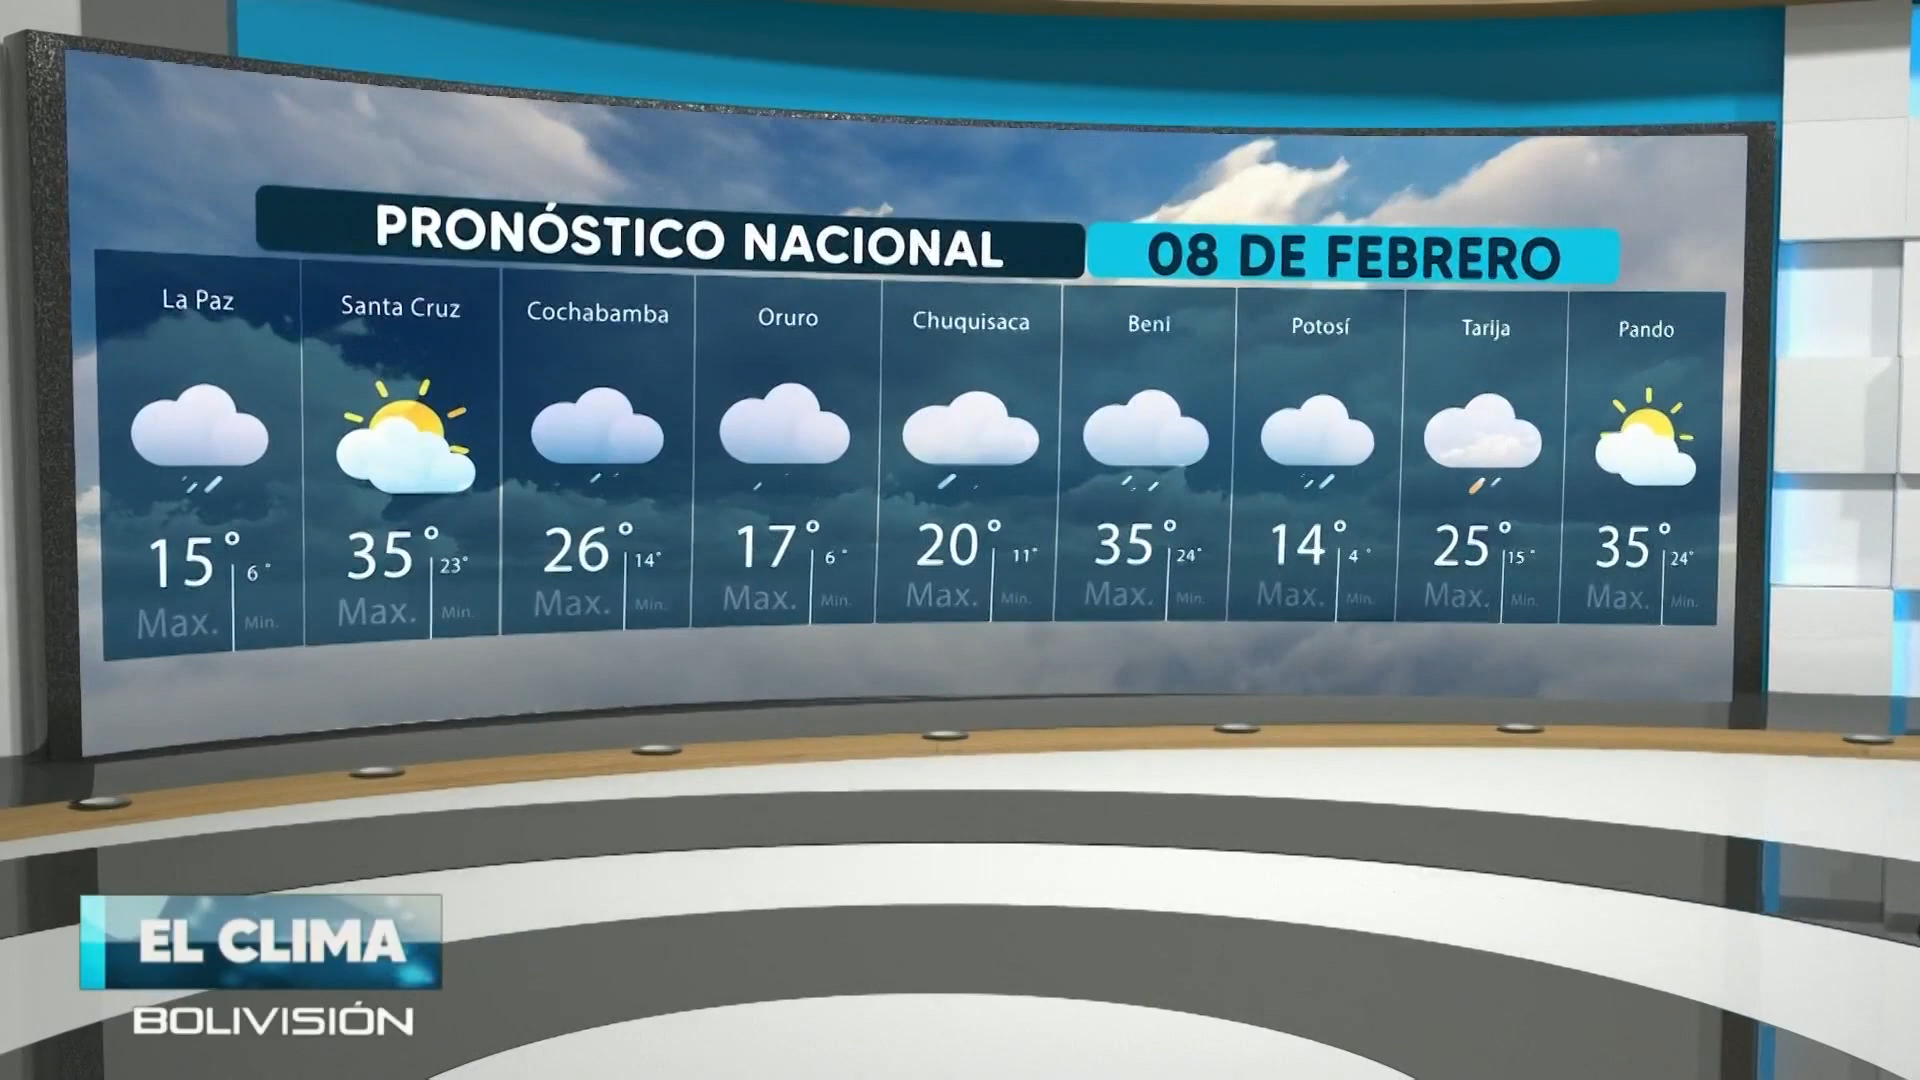 PRONÓSTICO NACIONAL
08 DE FEBRERO
La Paz
15° 6°
Max. Min.
Santa Cruz
35° 23°
Max. Min.
Cochabamba
26° 14°
Max. Min.
Oruro
17° 6°
Max. Min.
Chuquisaca
20° 11°
Max. Min.
Beni
35° 24°
Max. Min.
Potosí
14° 4°
Max. Min.
Tarija
25° 15°
Max. Min.
Pando
35° 24°
Max. Min.
EL CLIMA
BOLIVISIÓN